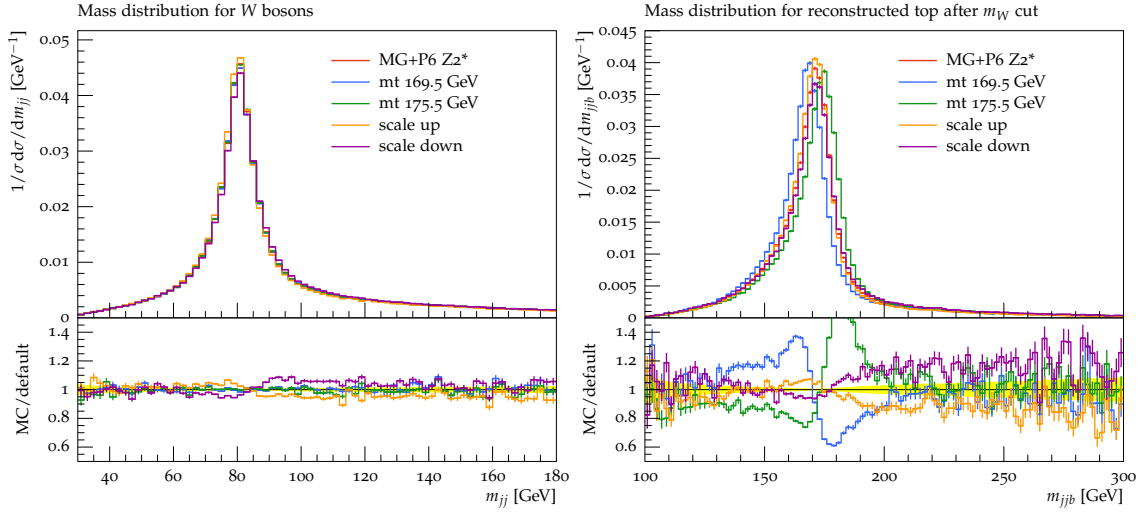 Mass distribution for W bosons
1/σ dσ/dm_jj [GeV⁻¹]
0.05
0.04
0.03
0.02
0.01
0
MG+P6 Z2*
mt 169.5 GeV
mt 175.5 GeV
scale up
scale down
MC/default
1.4
1.2
1
0.8
0.6
40 60 80 100 120 140 160 180
m_jj [GeV]
Mass distribution for reconstructed top after m_W cut
1/σ dσ/dm_jjb [GeV⁻¹]
0.045
0.04
0.035
0.03
0.025
0.02
0.015
0.01
0.005
0
MG+P6 Z2*
mt 169.5 GeV
mt 175.5 GeV
scale up
scale down
MC/default
1.4
1.2
1
0.8
0.6
100 150 200 250 300
m_jjb [GeV]